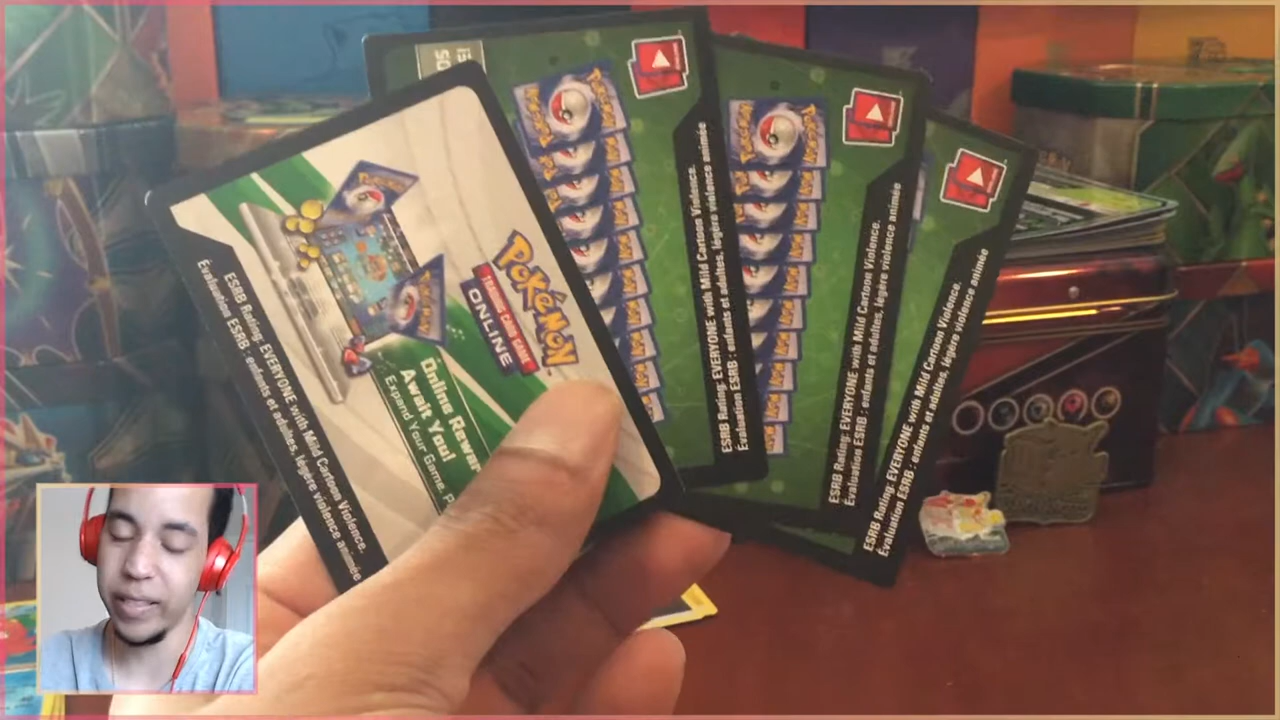 POKéMON
TRADING CARD GAME
ONLINE
Online Rewar
Await You!
Expand Your Game. P
ESRB Rating: EVERYONE with Mild Cartoon Violence.
Évaluation ESRB : enfants et adultes, légère violence animée
ESRB Rating: EVERYONE with Mild Cartoon Violence.
Évaluation ESRB : enfants et adultes, légère violence animée
ESRB Rating: EVERYONE with Mild Cartoon Violence.
Évaluation ESRB : enfants et adultes, légère violence animée
ESRB Rating: EVERYONE with Mild Cartoon Violence.
Évaluation ESRB : enfants et adultes, légère violence animée